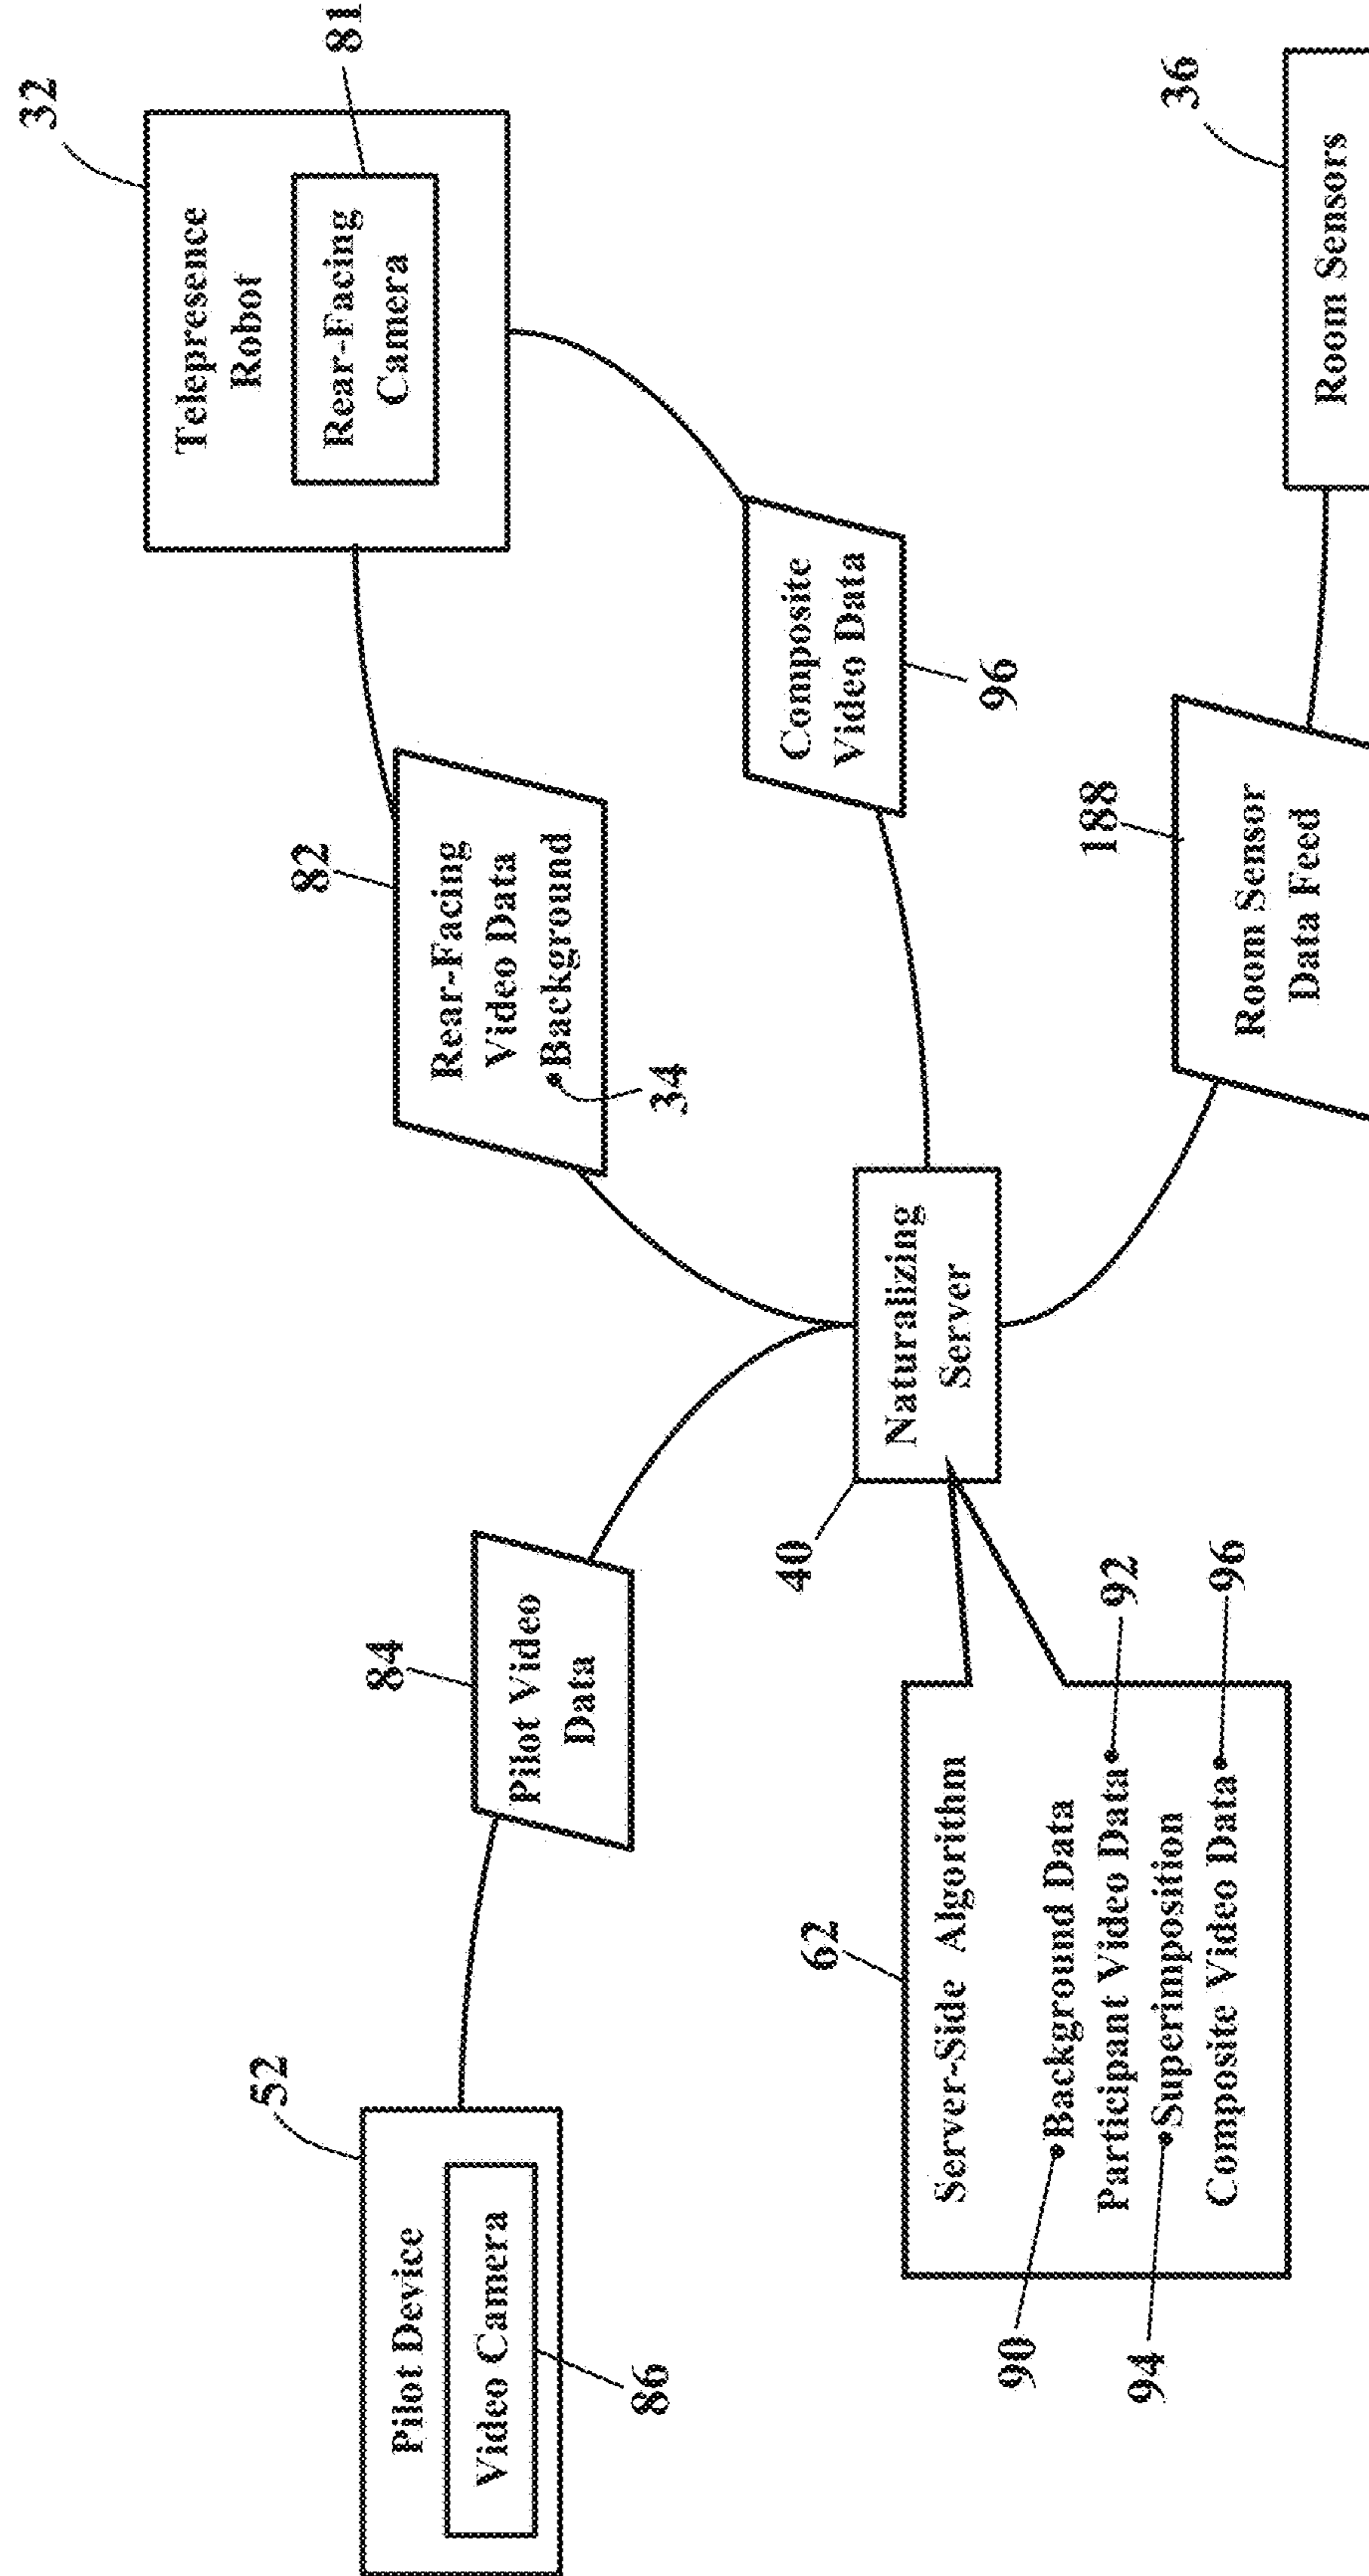 32
Telepresence
Robot
Rear-Facing
Camera
81
82
Rear-Facing
Video Data
Background
34
Composite
Video Data
96
36
Room Sensors
188
Room Sensor
Data Feed
84
Pilot Video
Data
Naturalizing
Server
40
52
Pilot Device
Video Camera
86
62
Server-Side Algorithm
90
Background Data
Participant Video Data
92
94
Superimposition
Composite Video Data
96